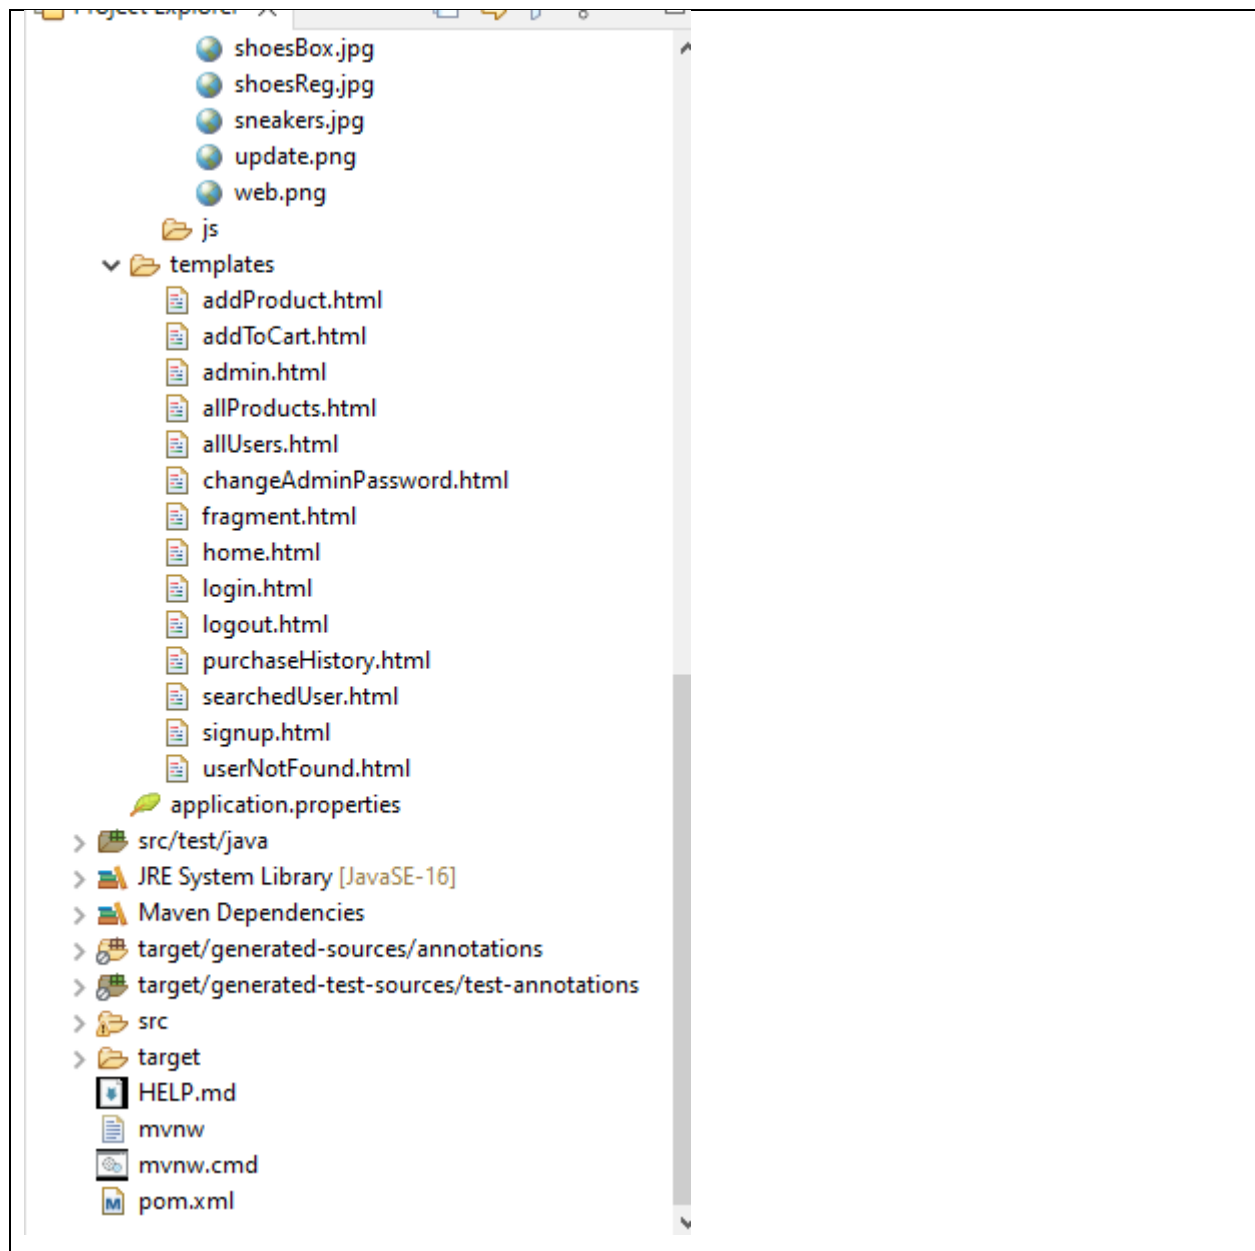 Project Explorer
shoesBox.jpg
shoesReg.jpg
sneakers.jpg
update.png
web.png
js
templates
addProduct.html
addToCart.html
admin.html
allProducts.html
allUsers.html
changeAdminPassword.html
fragment.html
home.html
login.html
logout.html
purchaseHistory.html
searchedUser.html
signup.html
userNotFound.html
application.properties
src/test/java
JRE System Library [JavaSE-16]
Maven Dependencies
target/generated-sources/annotations
target/generated-test-sources/test-annotations
src
target
HELP.md
mvnw
mvnw.cmd
pom.xml